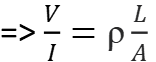 => V/I = ρ L/A